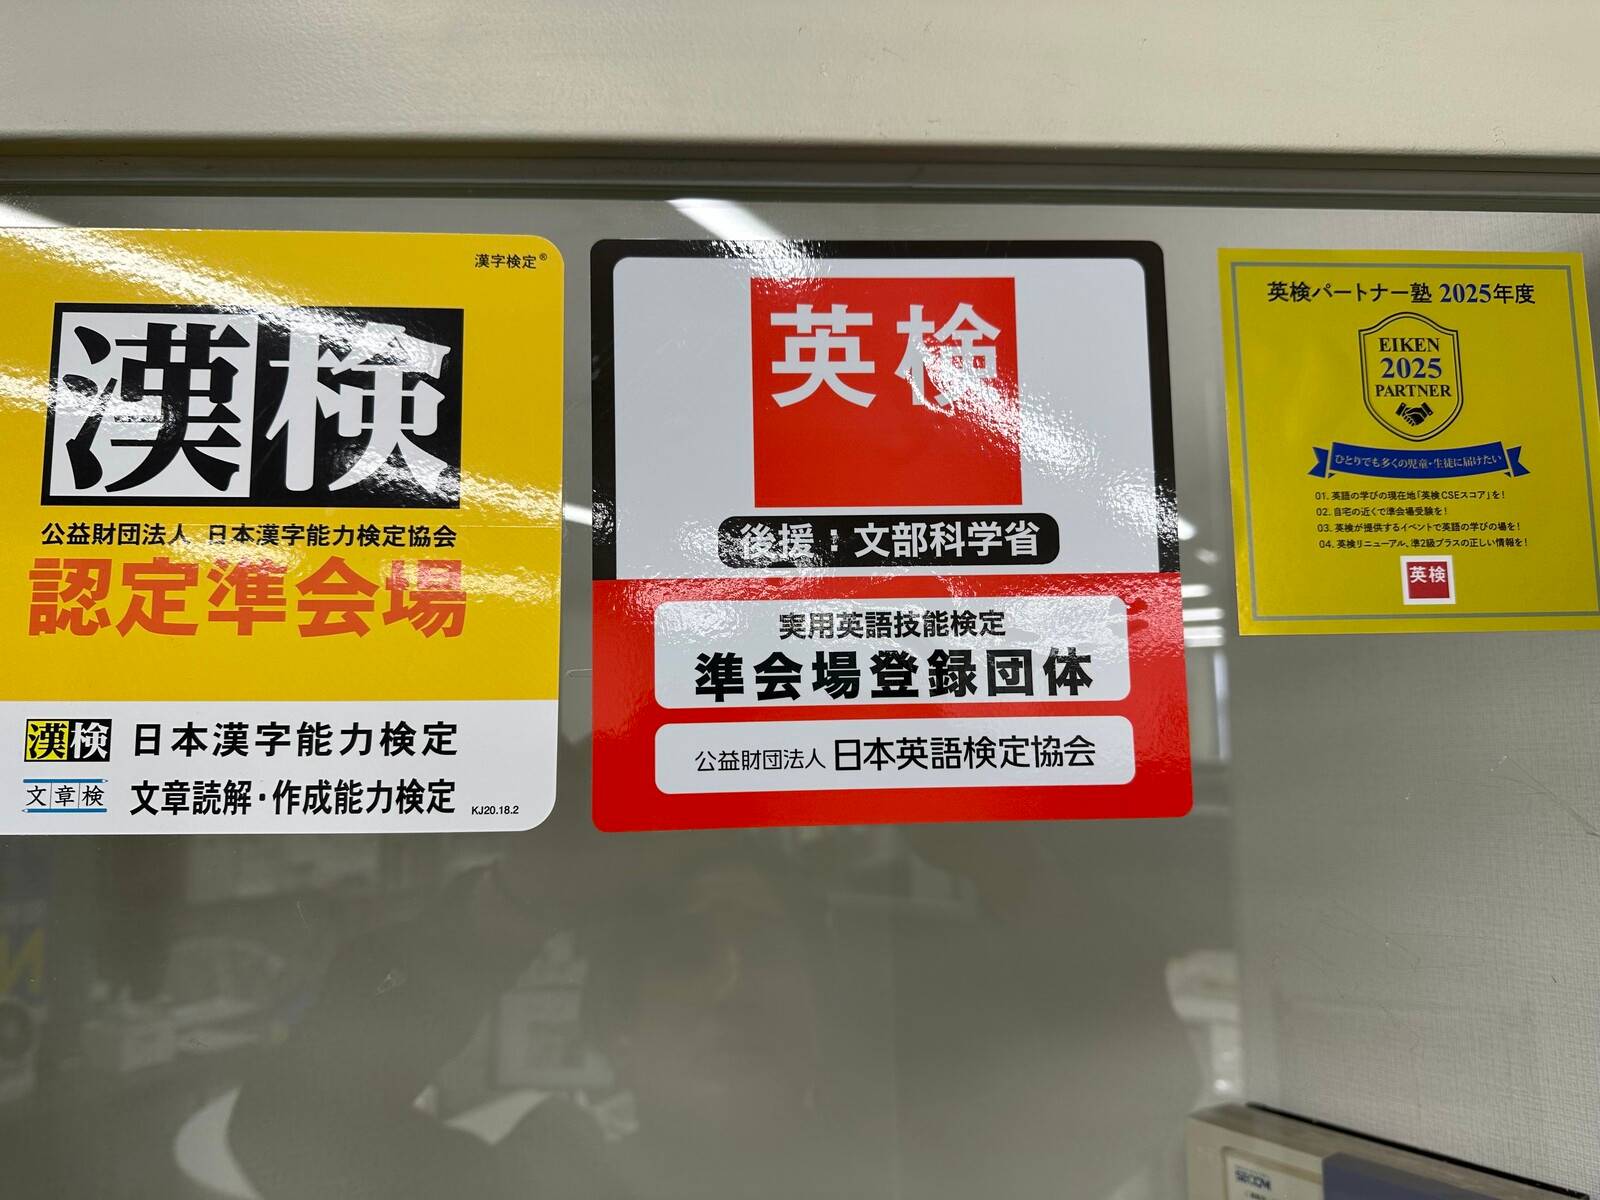 漢字検定®
漢検
公益財団法人 日本漢字能力検定協会
認定準会場
漢検 日本漢字能力検定
文章検 文章読解・作成能力検定
KJ20.18.2
英検
後援：文部科学省
実用英語技能検定
準会場登録団体
公益財団法人 日本英語検定協会
英検パートナー塾 2025年度
EIKEN
2025
PARTNER
ひとりでも多くの児童・生徒に届けたい
01. 英語の学びの現在地「英検CSEスコア」を!
02. 自宅の近くで準会場受験を!
03. 英検が提供するイベントで英語の学びの場を!
04. 英検リニューアル、準2級プラスの正しい情報を!
英検
SECOM